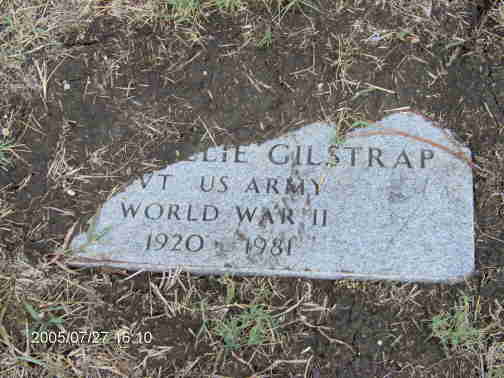 LLIE GILSTRAP
VT US ARMY
WORLD WAR II
1920 1981
2005/07/27 16:10